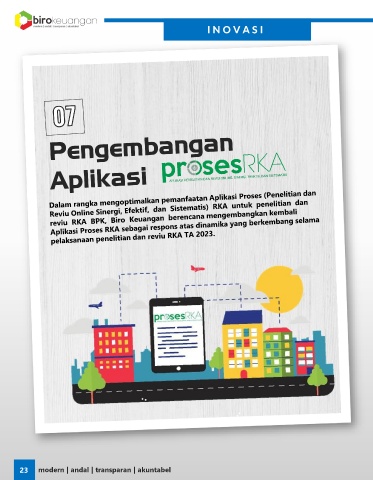 birokeuangan
INOVASI
07
Pengembangan
Aplikasi prosesRKA
Dalam rangka mengoptimalkan pemanfaatan Aplikasi Proses (Penelitian dan
Reviu Online Sinergi, Efektif, dan Sistematis) RKA untuk penelitian dan
reviu RKA BPK, Biro Keuangan berencana mengembangkan kembali
Aplikasi Proses RKA sebagai respons atas dinamika yang berkembang selama
pelaksanaan penelitian dan reviu RKA TA 2023.
prosesRKA
23 modern | andal | transparan | akuntabel